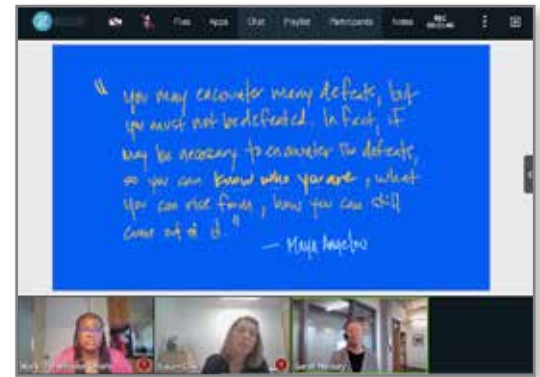 Files Apps Chat Playlist Participants Notes REC
"You may encounter many defeats, but
you must not be defeated. In fact, it
may be necessary to encounter the defeats,
so you can know who you are, what
you can rise from, how you can still
come out of it."
— Maya Angelou